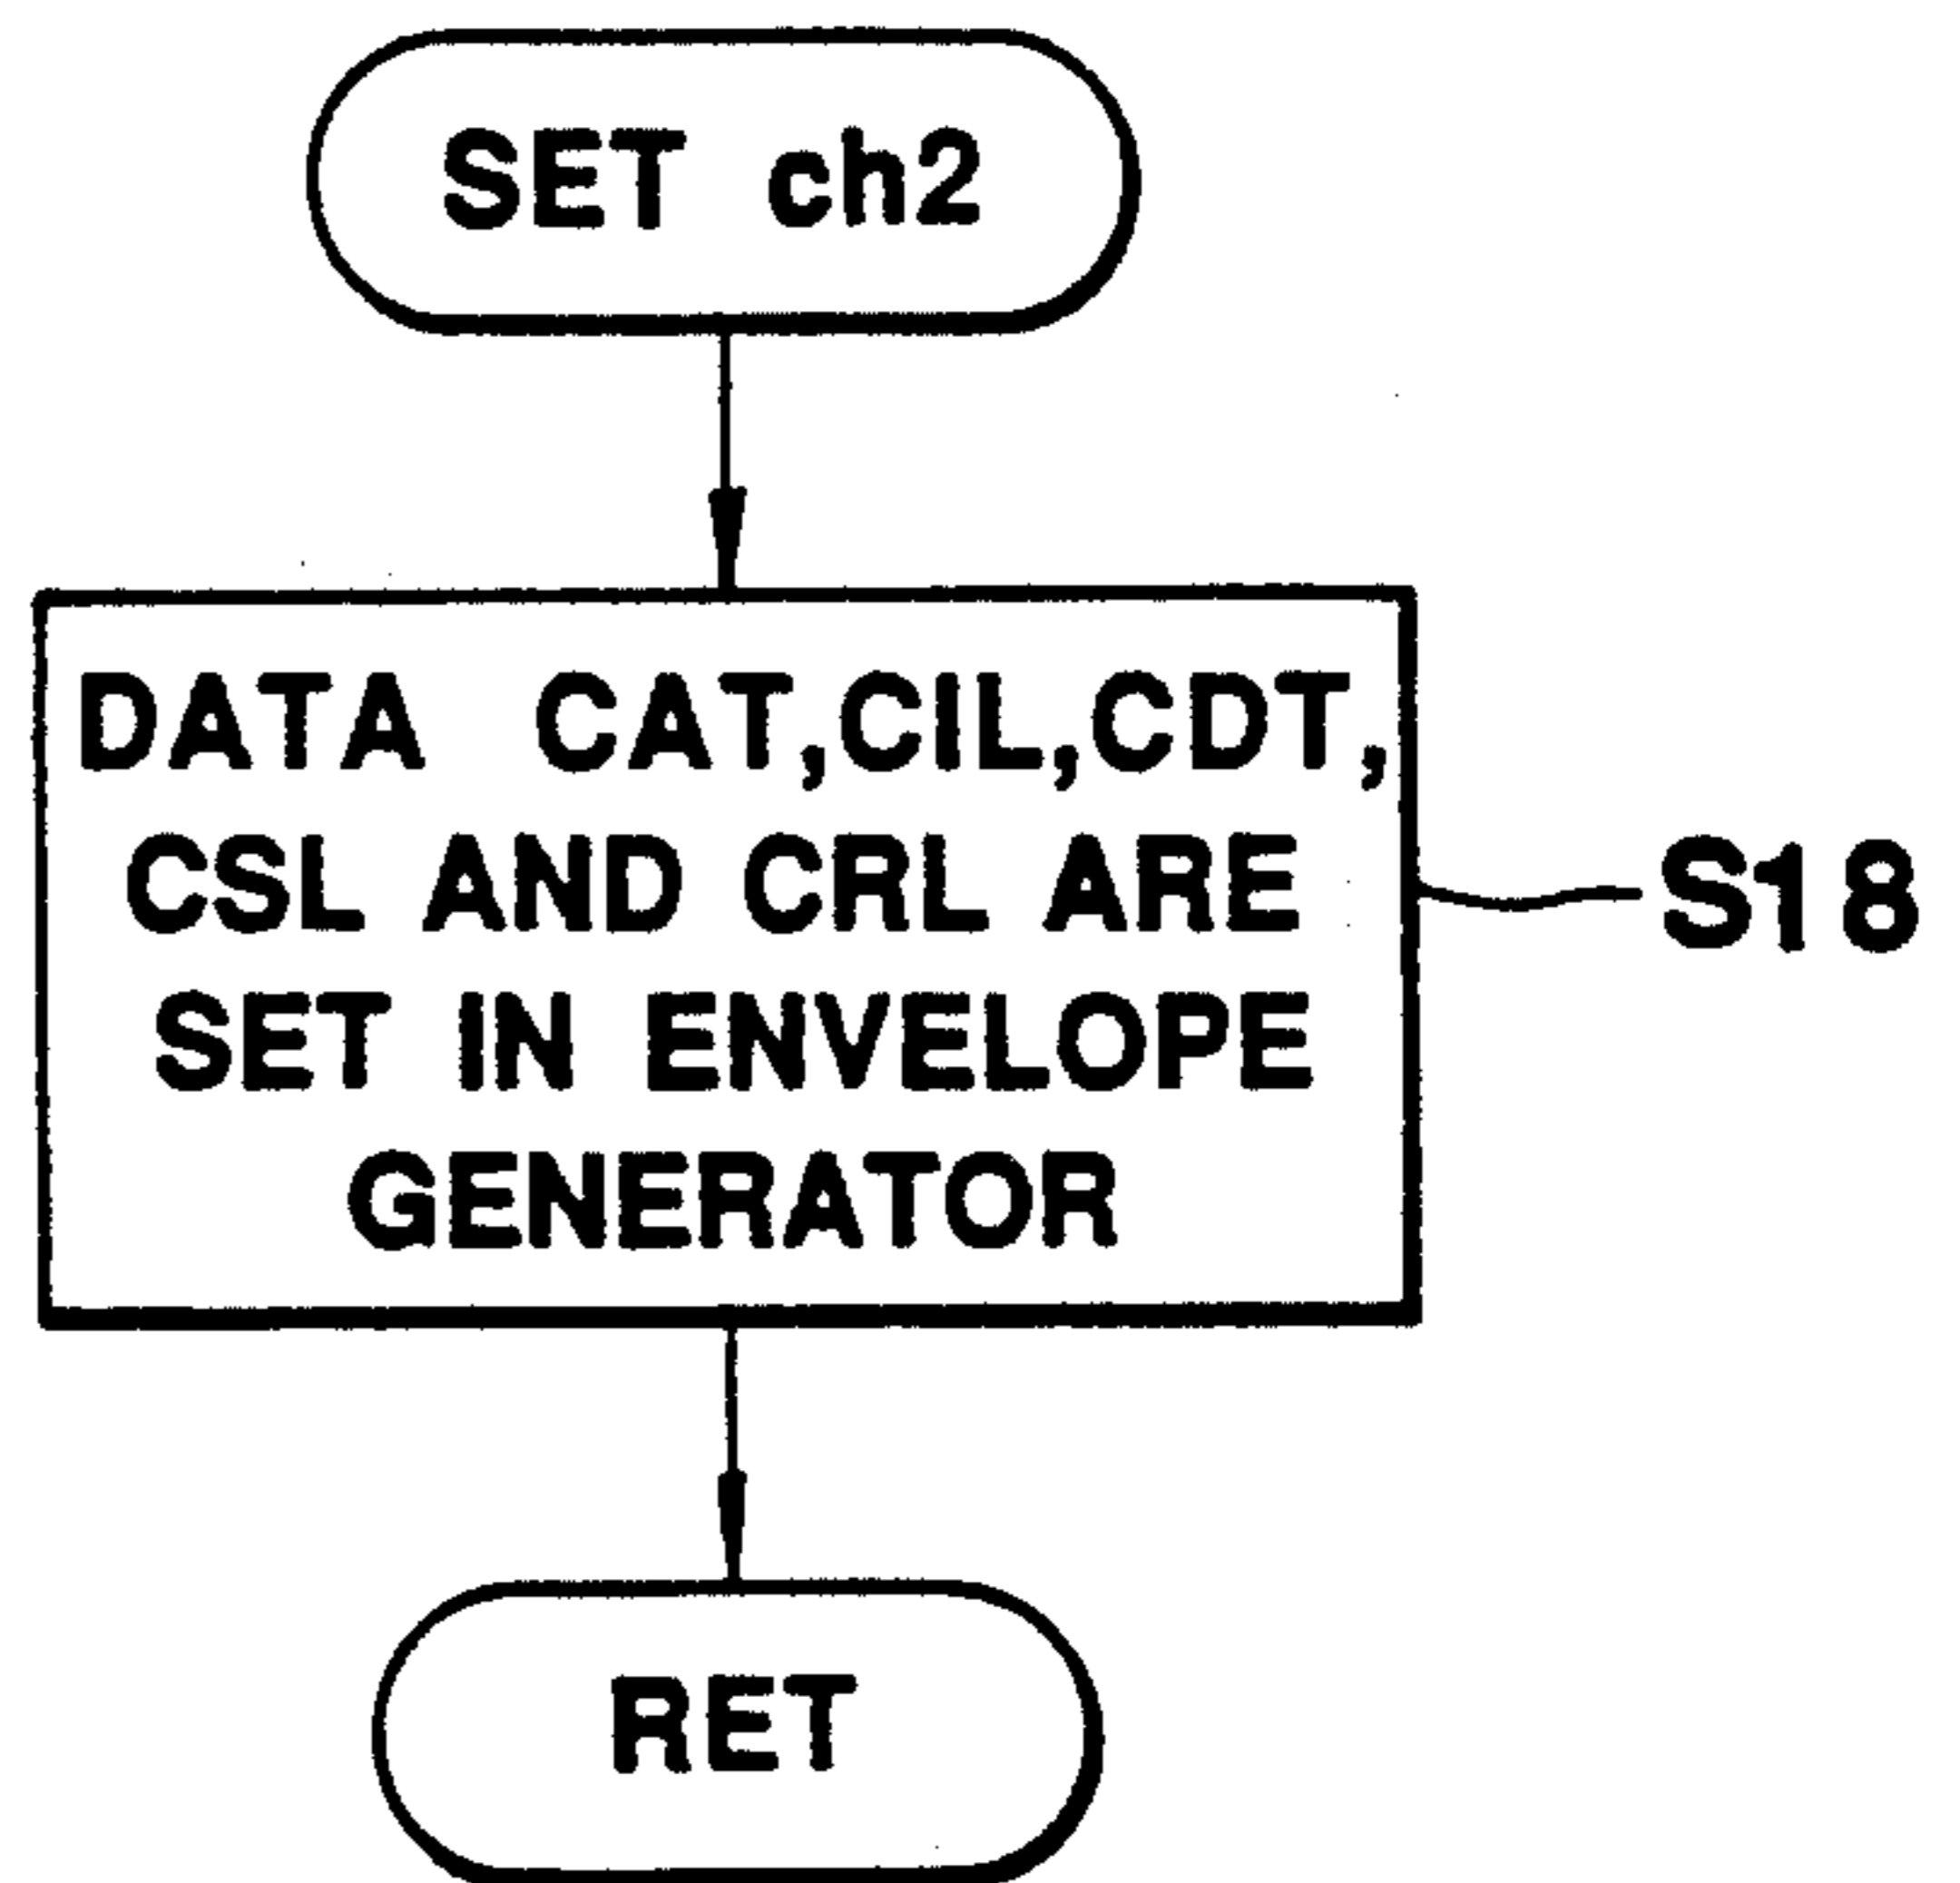 SET ch2
DATA CAT,CIL,CDT,
CSL AND CRL ARE
SET IN ENVELOPE
GENERATOR
S18
RET